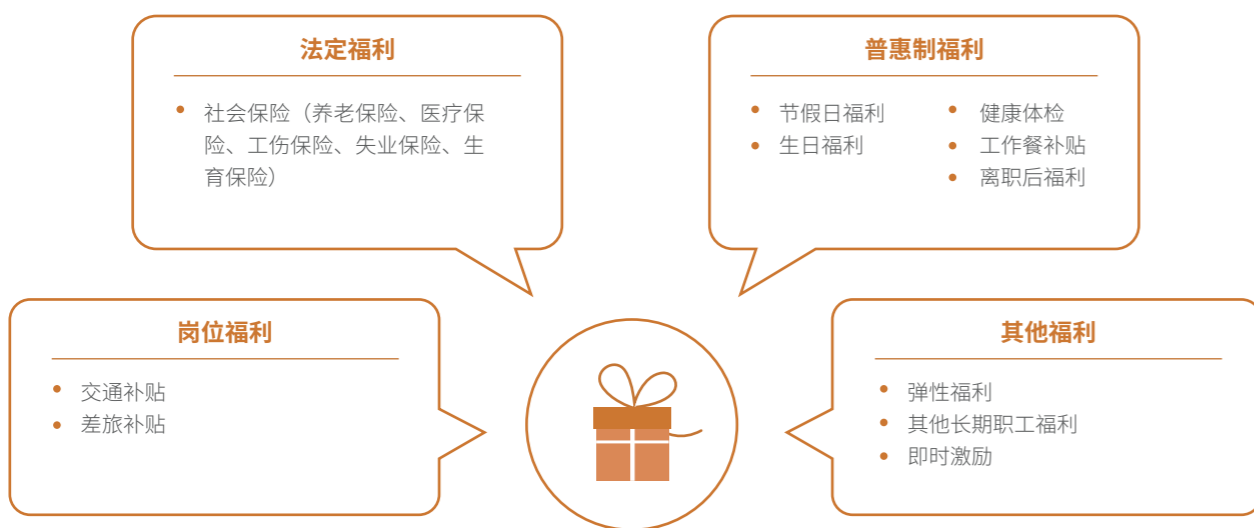 法定福利
社会保险（养老保险、医疗保
险、工伤保险、失业保险、生
育保险）
普惠制福利
节假日福利
生日福利
健康体检
工作餐补贴
离职后福利
岗位福利
交通补贴
差旅补贴
其他福利
弹性福利
其他长期职工福利
即时激励